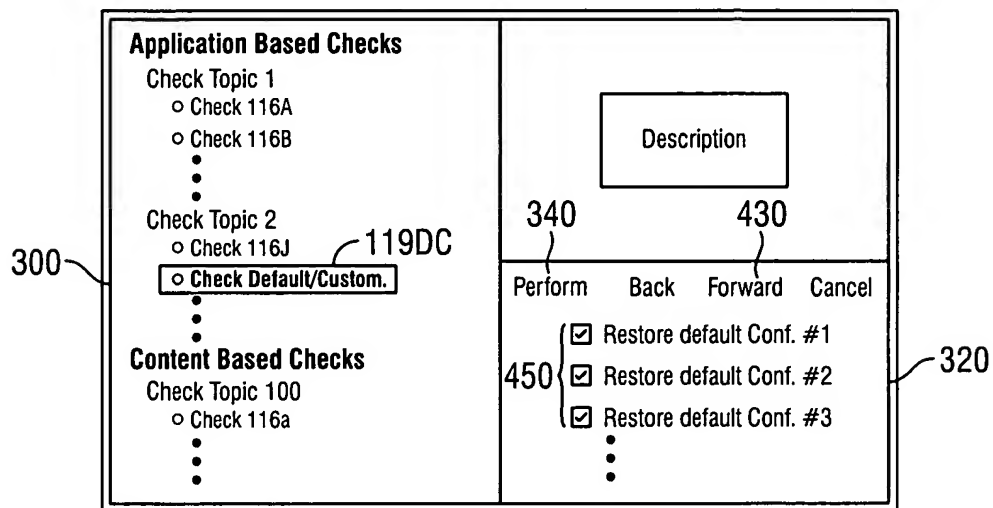 Application Based Checks
Check Topic 1
Check 116A
Check 116B
Check Topic 2
Check 116J
119DC
300
Check Default/Custom.
Content Based Checks
Check Topic 100
Check 116a
Description
340
430
Perform Back Forward Cancel
Restore default Conf. #1
450
Restore default Conf. #2
320
Restore default Conf. #3